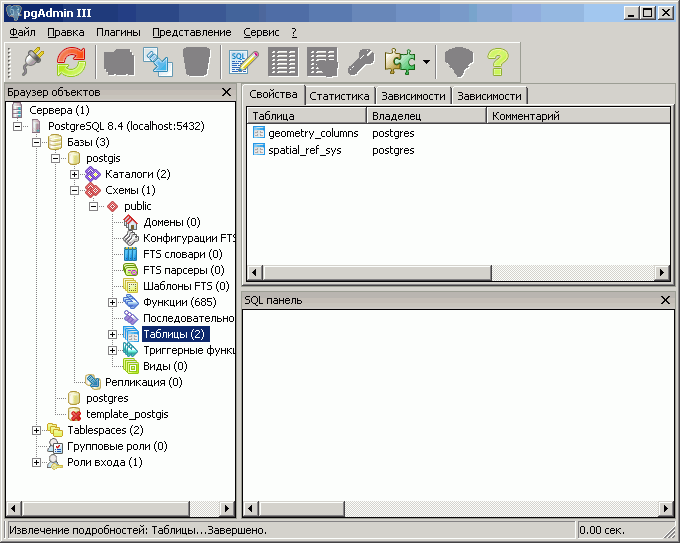 pgAdmin III
Файл Правка Плагины Представление Сервис ?
SQL
Браузер объектов
Сервера (1)
PostgreSQL 8.4 (localhost:5432)
Базы (3)
postgis
Каталоги (2)
Схемы (1)
public
Домены (0)
Конфигурации FTS
FTS словари (0)
FTS парсеры (0)
Шаблоны FTS (0)
Функции (685)
Последовательно
Таблицы (2)
Триггерные функц
Виды (0)
Репликация (0)
postgres
template_postgis
Tablespaces (2)
Групповые роли (0)
Роли входа (1)
Свойства Статистика Зависимости Зависимости
Таблица Владелец Комментарий
geometry_columns postgres
spatial_ref_sys postgres
SQL панель
Извлечение подробностей: Таблицы...Завершено. 0.00 сек.